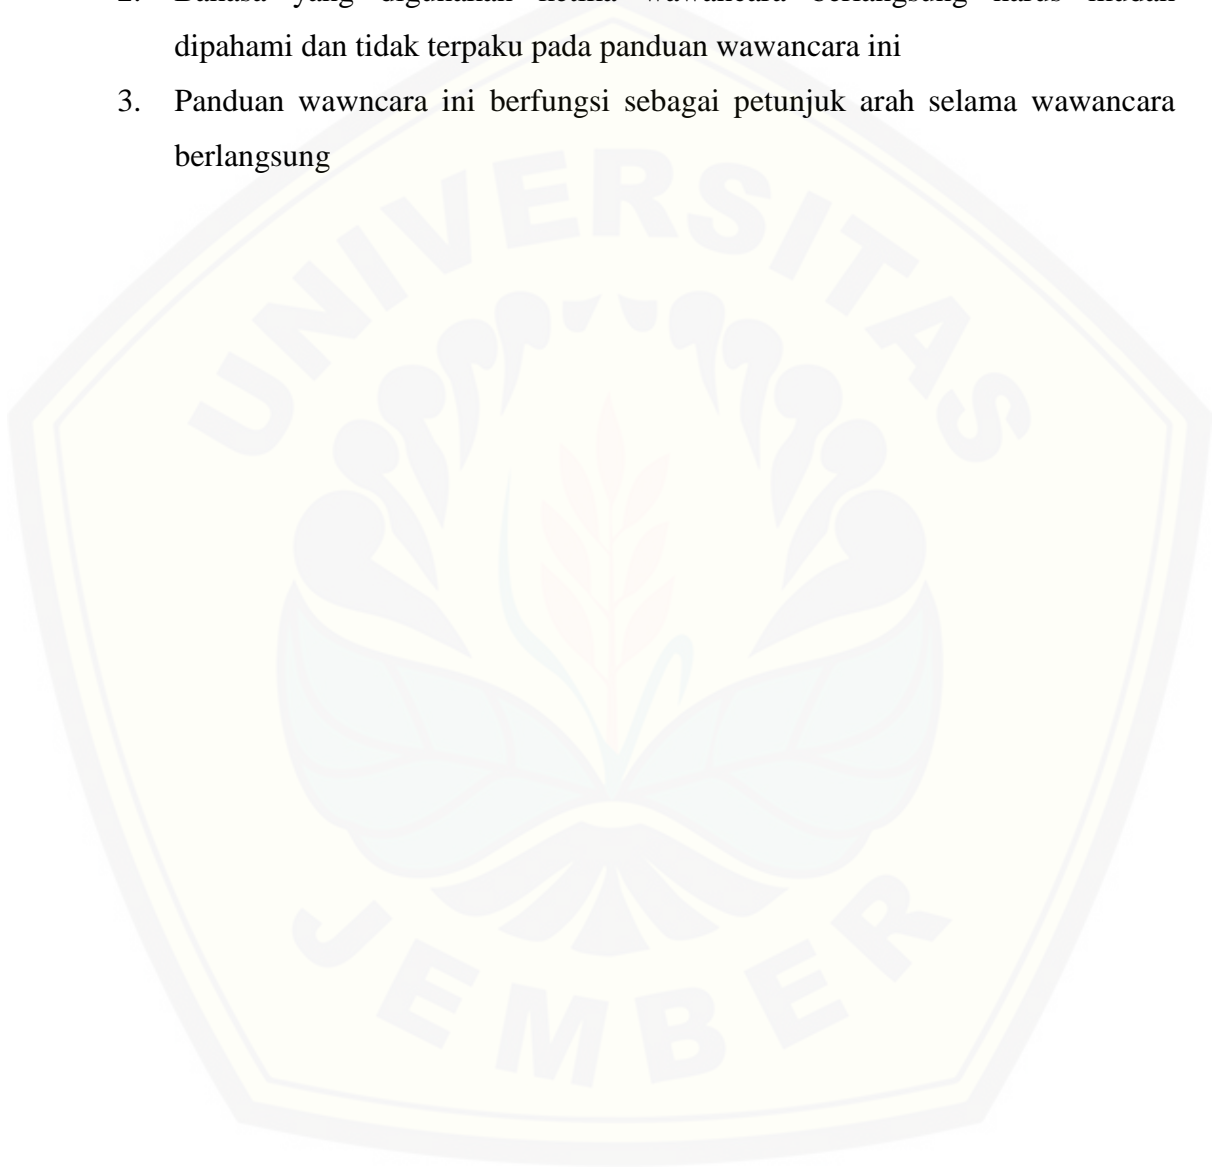 dipahami dan tidak terpaku pada panduan wawancara ini
3. Panduan wawncara ini berfungsi sebagai petunjuk arah selama wawancara
berlangsung
UNIVERSITAS
JEMBER